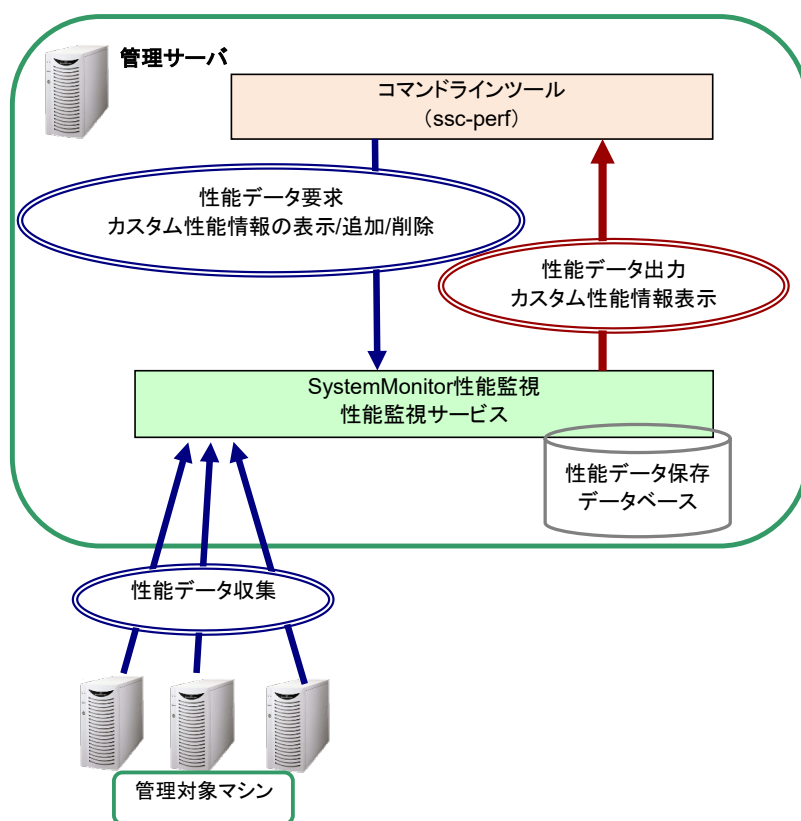 管理サーバ
コマンドラインツール
（ssc-perf）
性能データ要求
カスタム性能情報の表示/追加/削除
性能データ出力
カスタム性能情報表示
SystemMonitor性能監視
性能監視サービス
性能データ保存
データベース
性能データ収集
管理対象マシン